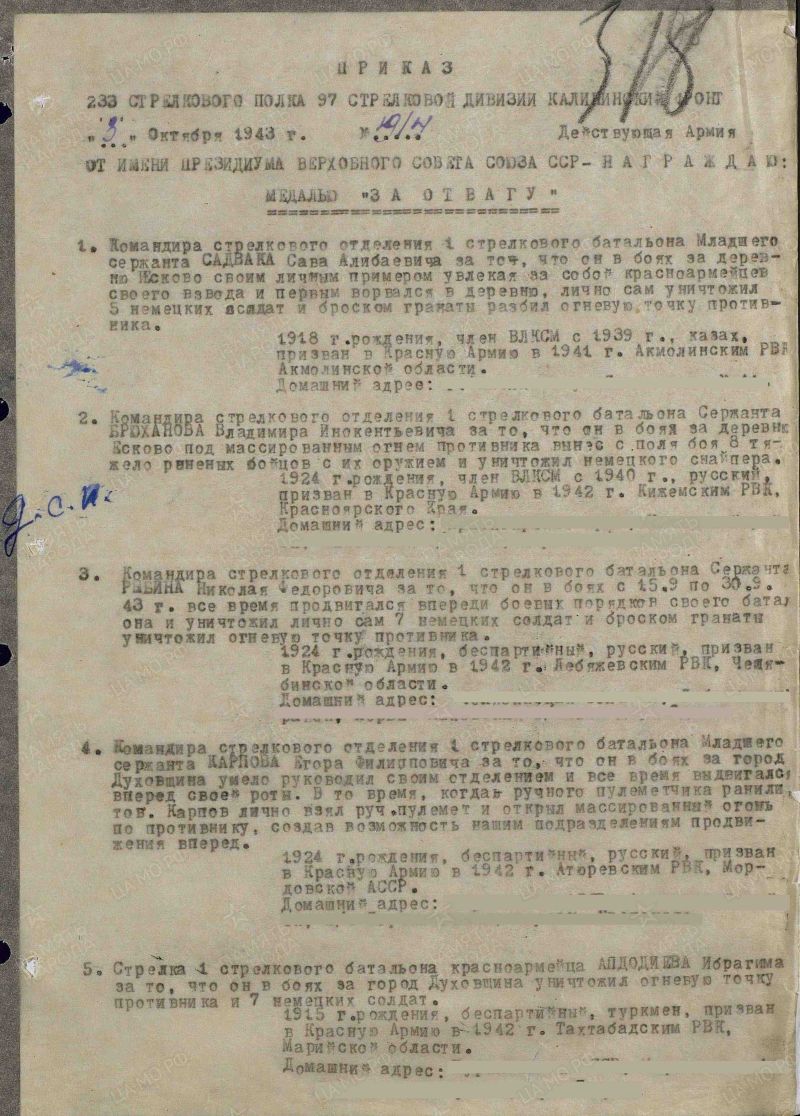 318
ПРИКАЗ
233 СТРЕЛКОВОГО ПОЛКА 97 СТРЕЛКОВОЙ ДИВИЗИИ КАЛИНИНСКИЙ ФРОНТ
"3" Октября 1943 г. № 19/4 Действующая Армия
ОТ ИМЕНИ ПРЕЗИДИУМА ВЕРХОВНОГО СОВЕТА СОЮЗА ССР- Н А Г Р А Ж Д А Ю:
МЕДАЛЬЮ "ЗА ОТВАГУ"
1. Командира стрелкового отделения 1 стрелкового батальона Младшего
сержанта САДВАКА Сава Алибаевича за то, что он в боях за дерев-
ню Есково своим личным примером увлекая за собой красноармейцев
своего взвода и первым ворвался в деревню, лично сам уничтожил
5 немецких солдат и броском гранаты разбил огневую точку против-
ника.
1918 г.рождения, член ВЛКСМ с 1939 г., казах,
призван в Красную Армию в 1941 г. Акмолинским РВК
Акмолинской области.
Домашний адрес:
2. Командира стрелкового отделения 1 стрелкового батальона Сержанта
БРЮХАНОВА Владимира Инокентьевича за то, что он в боях за деревню
Есково под массированным огнем противника вынес с поля боя 8 тя-
жело раненых бойцов с их оружием и уничтожил немецкого снайпера.
1924 г.рождения, член ВЛКСМ с 1940 г., русский,
призван в Красную Армию в 1942 г. Кижемским РВК,
Красноярского Края.
Домашний адрес:
д.с.п.
3. Командира стрелкового отделения 1 стрелкового батальона Сержанта
РЫБИНА Николая Федоровича за то, что он в боях с 15.9 по 30.9.
43 г. все время продвигался впереди боевых порядков своего батал
она и уничтожил лично сам 7 немецких солдат и броском гранаты
уничтожил огневую точку противника.
1924 г.рождения, беспартийный, русский, призван
в Красную Армию в 1942 г. Лебяжевским РВК, Челя-
бинской области.
Домашний адрес:
4. Командира стрелкового отделения 1 стрелкового батальона Младшего
сержанта КАРПОВА Егора Филипповича за то, что он в боях за город
Духовщина умело руководил своим отделением и все время выдвигался
вперед своей роты. В то время, когда ручного пулеметчика ранили,
тов. Карпов лично взял руч.пулемет и открыл массированный огонь
по противнику, создав возможность нашим подразделениям продви-
жения вперед.
1924 г.рождения, беспартийный, русский, призван
в Красную Армию в 1942 г. Атюревским РВК, Мор-
довской АССР.
Домашний адрес:
5. Стрелка 1 стрелкового батальона красноармейца АПДОДИЕВА Ибрагима
за то, что он в боях за город Духовщина уничтожил огневую точку
противника и 7 немецких солдат.
1915 г.рождения, беспартийный, туркмен, призван
в Красную Армию в 1942 г. Тахтабадским РВК,
Марийской области.
Домашний адрес: